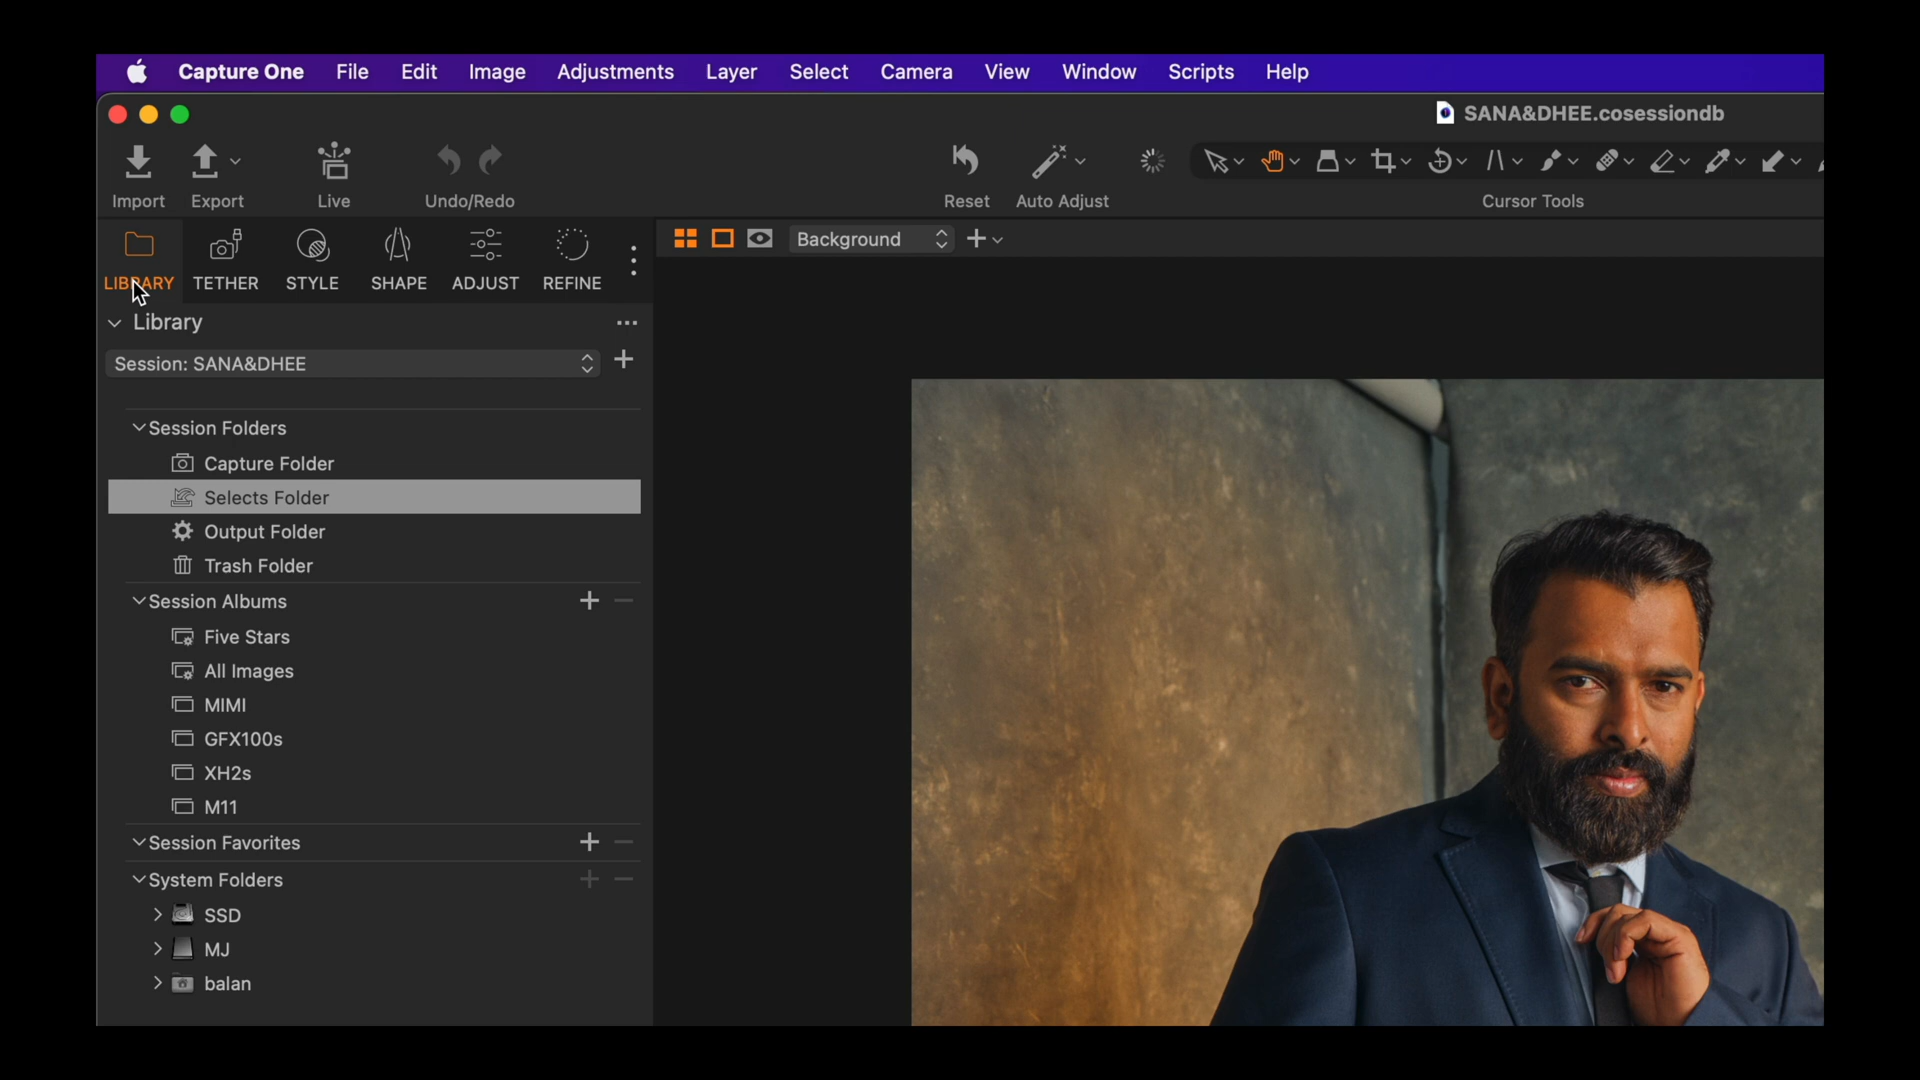 Capture One File Edit Image Adjustments Layer Select Camera View Window Scripts Help
SANA&DHEE.cosessiondb
Import Export Live Undo/Redo Reset Auto Adjust Cursor Tools
LIBRARY TETHER STYLE SHAPE ADJUST REFINE
Background
Library
Session: SANA&DHEE
Session Folders
Capture Folder
Selects Folder
Output Folder
Trash Folder
Session Albums
Five Stars
All Images
MIMI
GFX100s
XH2s
M11
Session Favorites
System Folders
SSD
MJ
balan